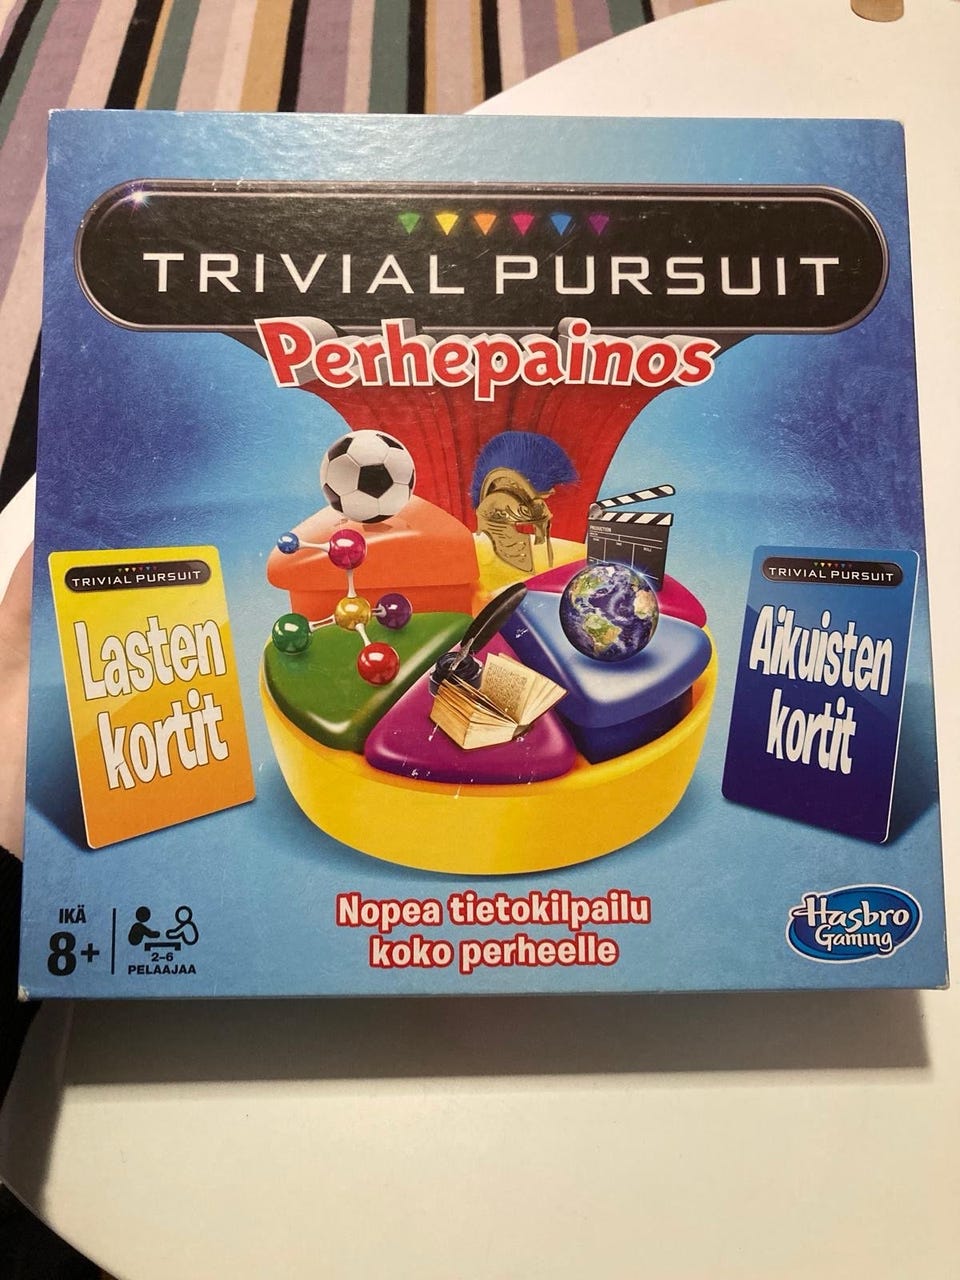 TRIVIAL PURSUIT
Perhepainos
TRIVIAL PURSUIT
Lasten
kortit
TRIVIAL PURSUIT
Aikuisten
kortit
PRODUCTION
Nopea tietokilpailu
koko perheelle
IKÄ
8+
2-6
PELAAJAA
Hasbro
Gaming